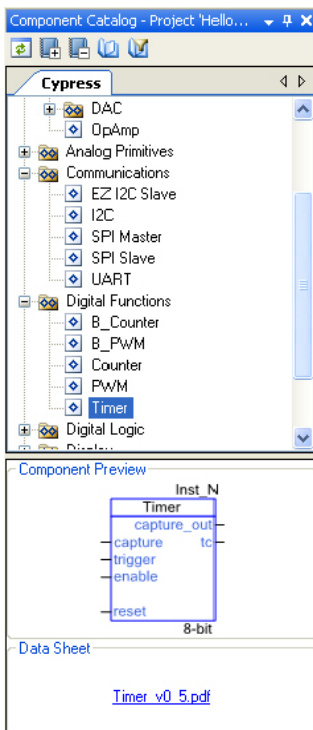 Component Catalog - Project 'Hello...
Cypress
DAC
OpAmp
Analog Primitives
Communications
EZ I2C Slave
I2C
SPI Master
SPI Slave
UART
Digital Functions
B_Counter
B_PWM
Counter
PWM
Timer
Digital Logic
Display
Component Preview
Inst_N
Timer
capture_out
capture tc
trigger
enable
reset
8-bit
Data Sheet
Timer_v0_5.pdf